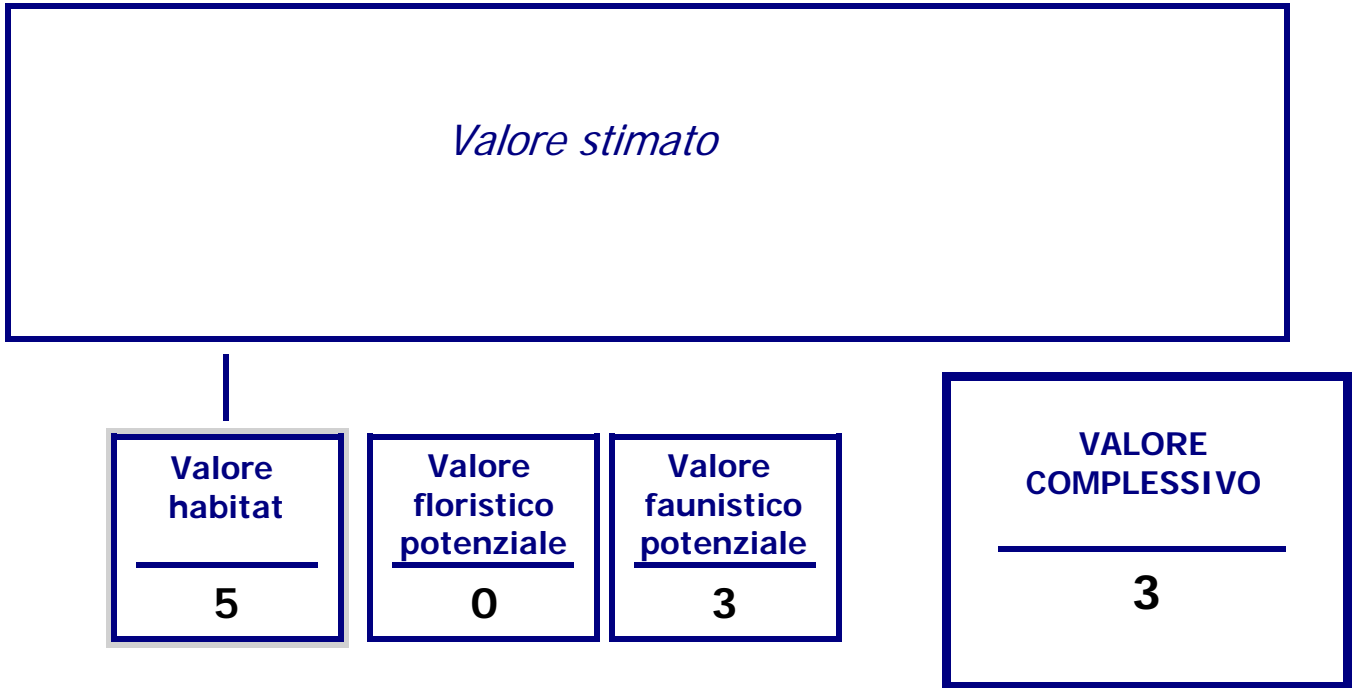 Valore stimato
Valore
habitat
5
Valore
floristico
potenziale
0
Valore
faunistico
potenziale
3
VALORE
COMPLESSIVO
3